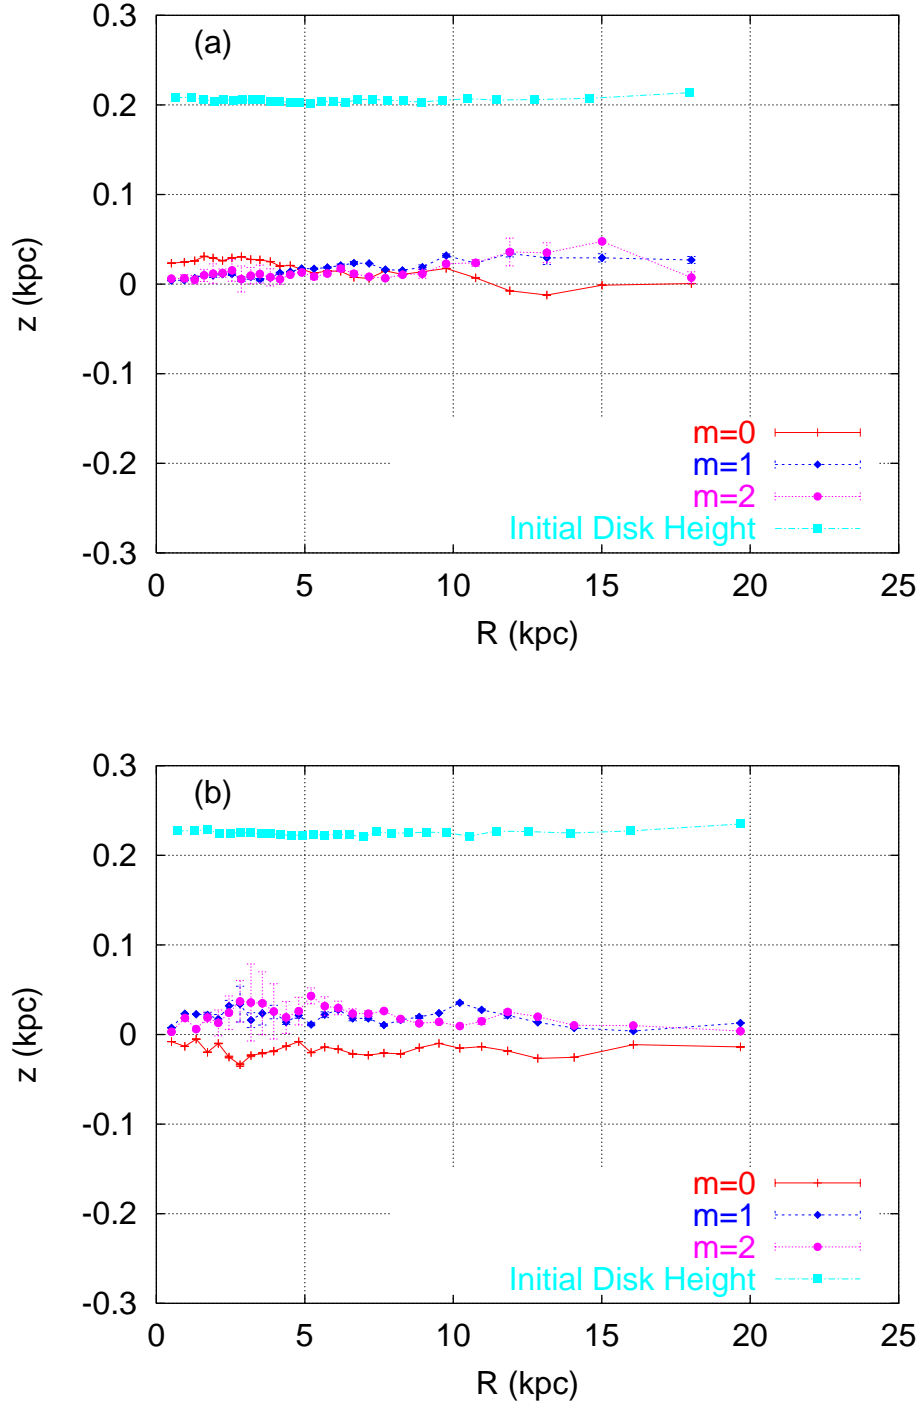 (a)
0.3
0.2
0.1
0
-0.1
-0.2
-0.3
z (kpc)
m=0
m=1
m=2
Initial Disk Height
0 5 10 15 20 25
R (kpc)
(b)
0.3
0.2
0.1
0
-0.1
-0.2
-0.3
z (kpc)
m=0
m=1
m=2
Initial Disk Height
0 5 10 15 20 25
R (kpc)